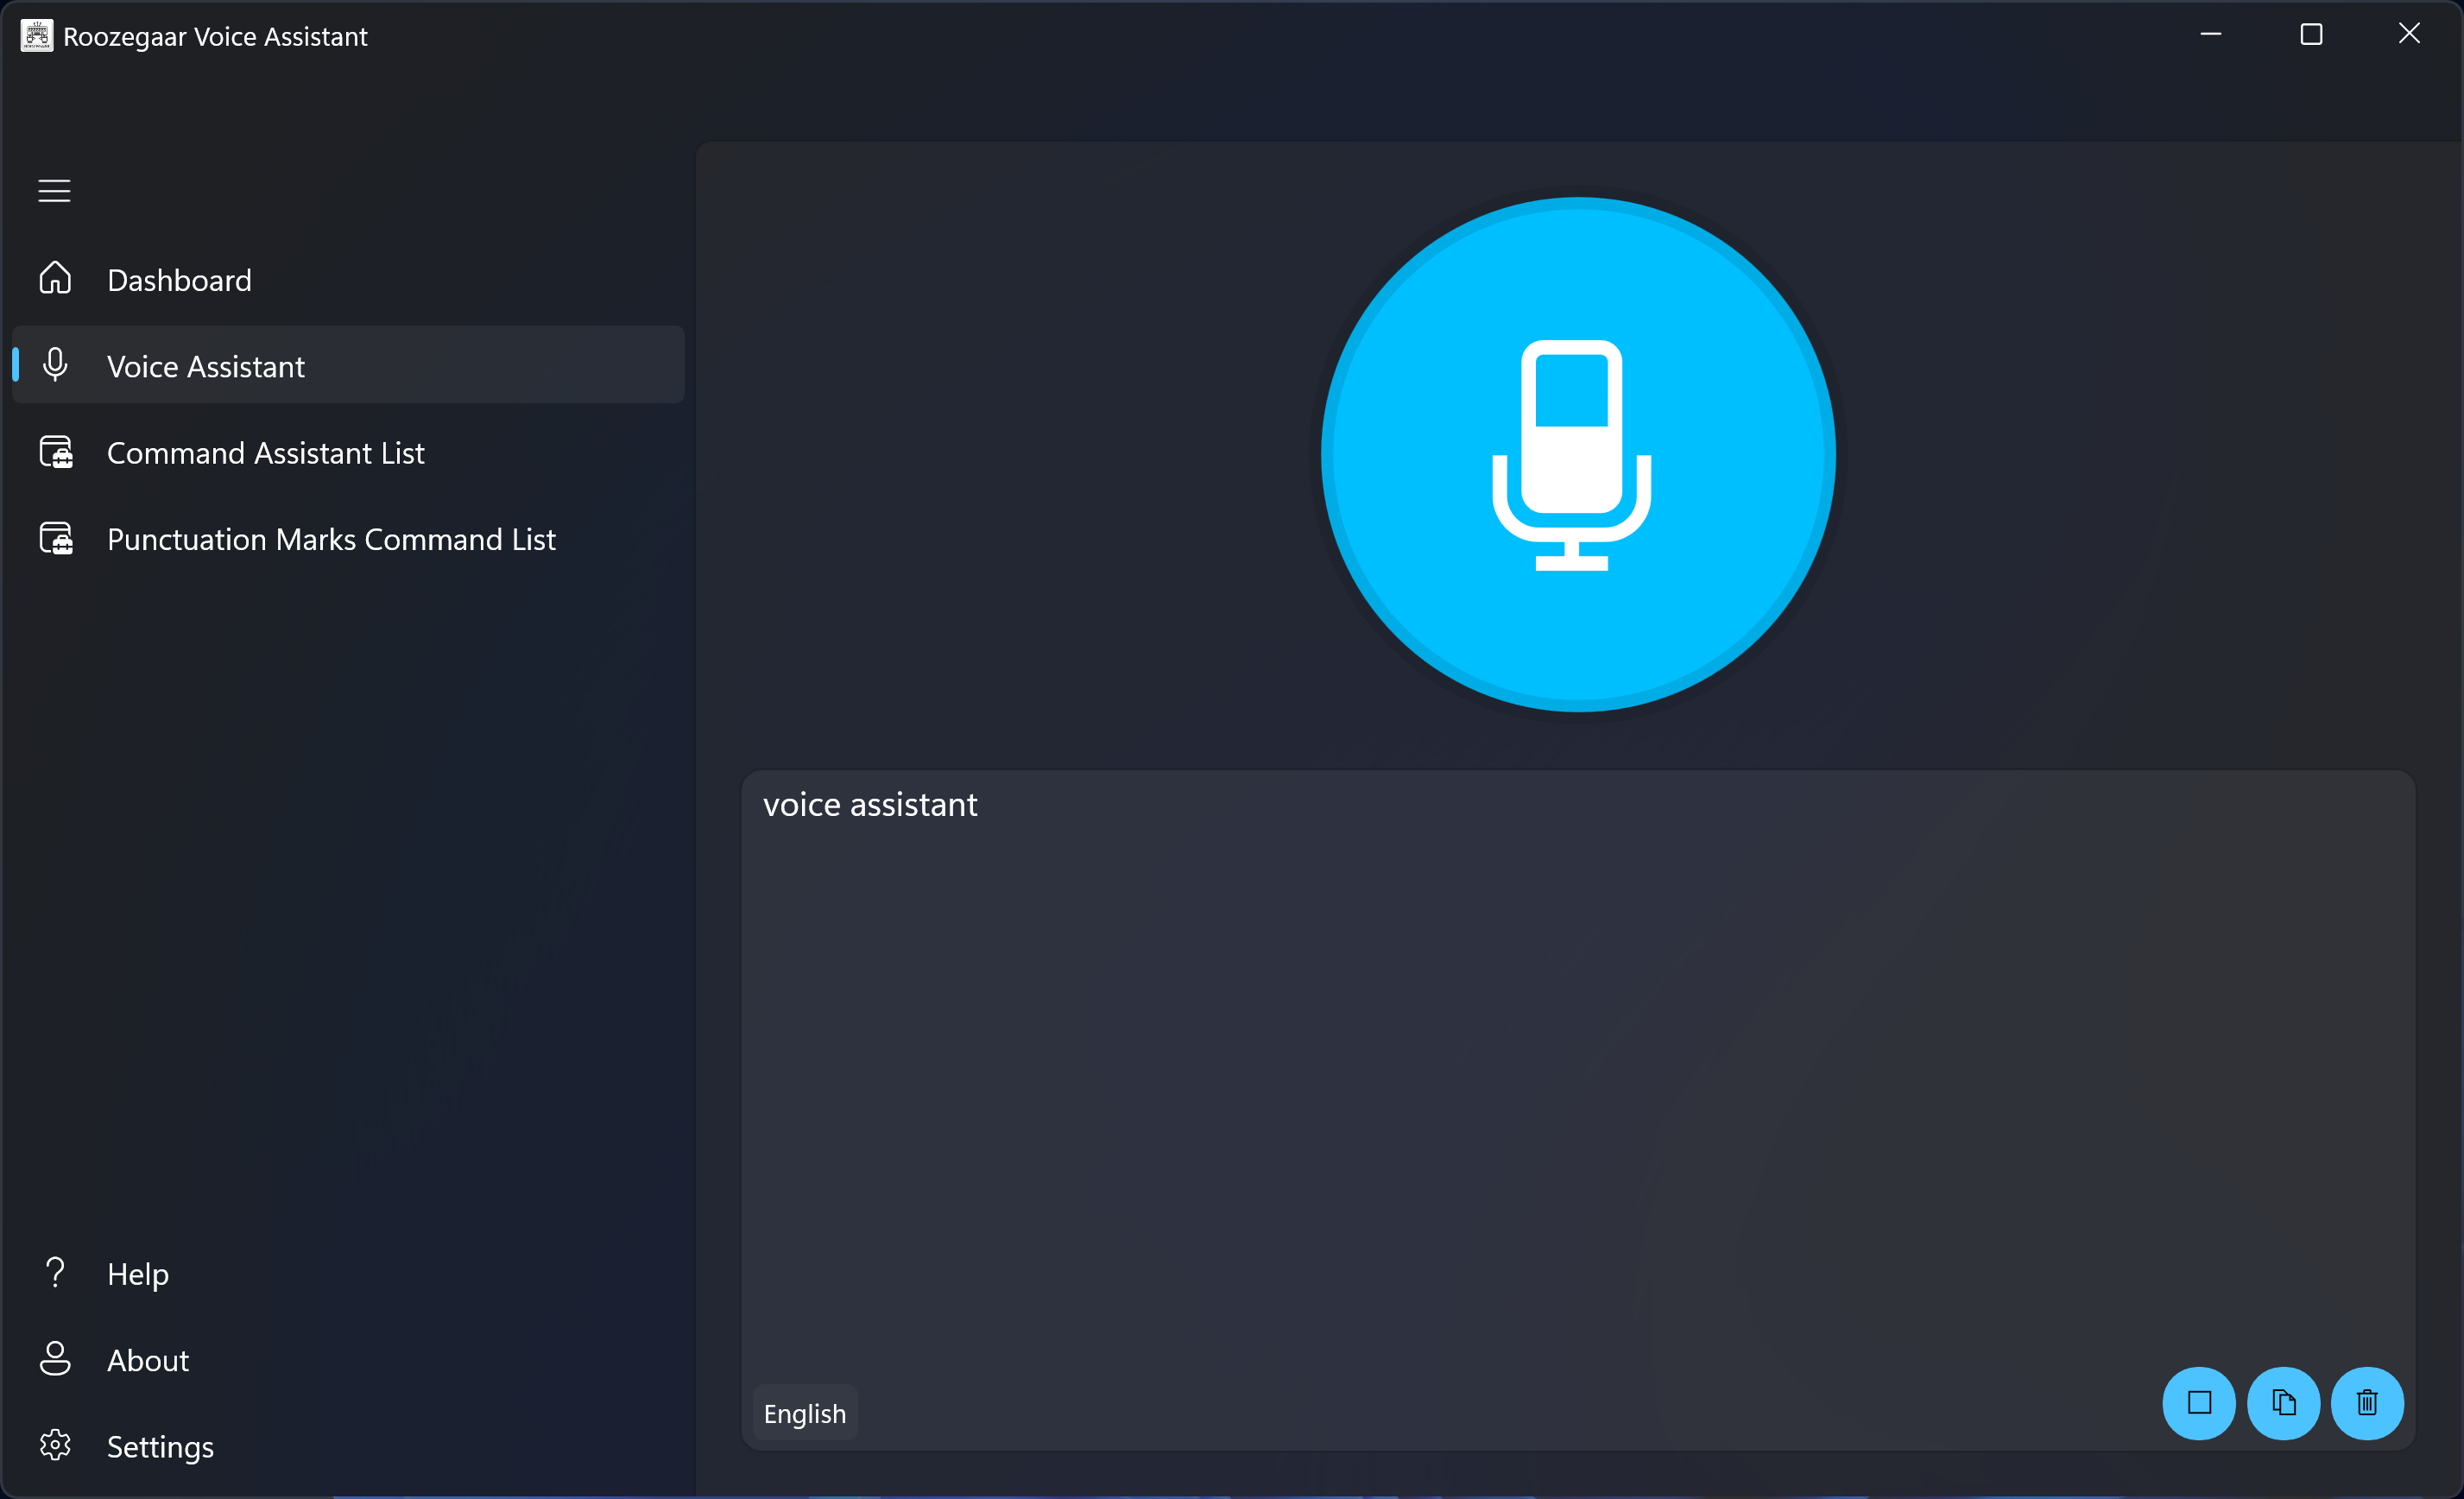 Roozegaar Voice Assistant
Dashboard
Voice Assistant
Command Assistant List
Punctuation Marks Command List
Help
About
Settings
voice assistant
English